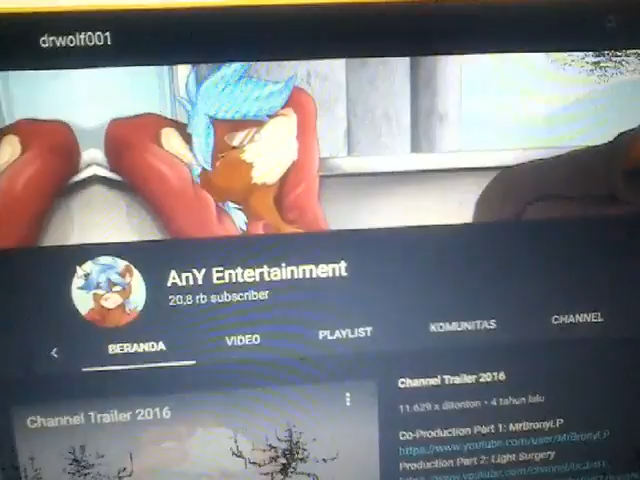 drwolf001
AnY Entertainment
20,8 rb subscriber
BERANDA
VIDEO
PLAYLIST
KOMUNITAS
CHANNEL
Channel Trailer 2016
Channel Trailer 2016
11.629 x ditonton • 4 tahun lalu
Co-Production Part 1: MrBronyLP
https://www.youtube.com/user/MrBronyLP
Production Part 2: Light Surgery